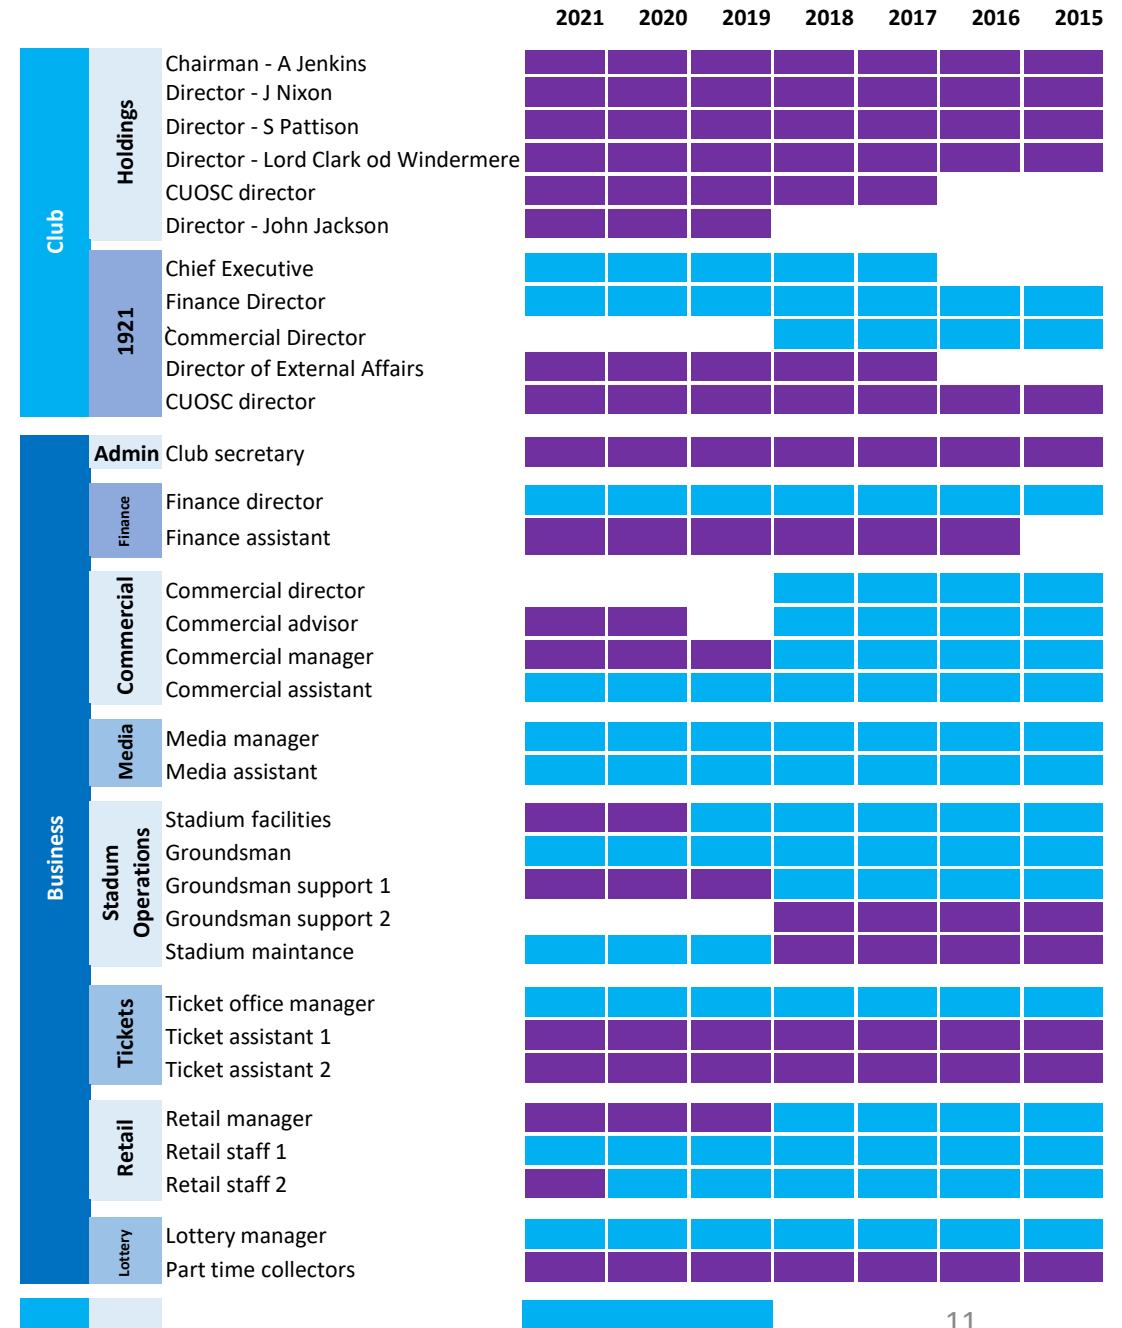 2021 2020 2019 2018 2017 2016 2015
Club
Holdings
Chairman - A Jenkins
Director - J Nixon
Director - S Pattison
Director - Lord Clark od Windermere
CUOSC director
Director - John Jackson
1921
Chief Executive
Finance Director
`
Commercial Director
Director of External Affairs
CUOSC director
Business
Admin Club secretary
Finance
Finance director
Finance assistant
Commercial
Commercial director
Commercial advisor
Commercial manager
Commercial assistant
Media
Media manager
Media assistant
Stadum
Operations
Stadium facilities
Groundsman
Groundsman support 1
Groundsman support 2
Stadium maintance
Tickets
Ticket office manager
Ticket assistant 1
Ticket assistant 2
Retail
Retail manager
Retail staff 1
Retail staff 2
Lottery
Lottery manager
Part time collectors
11